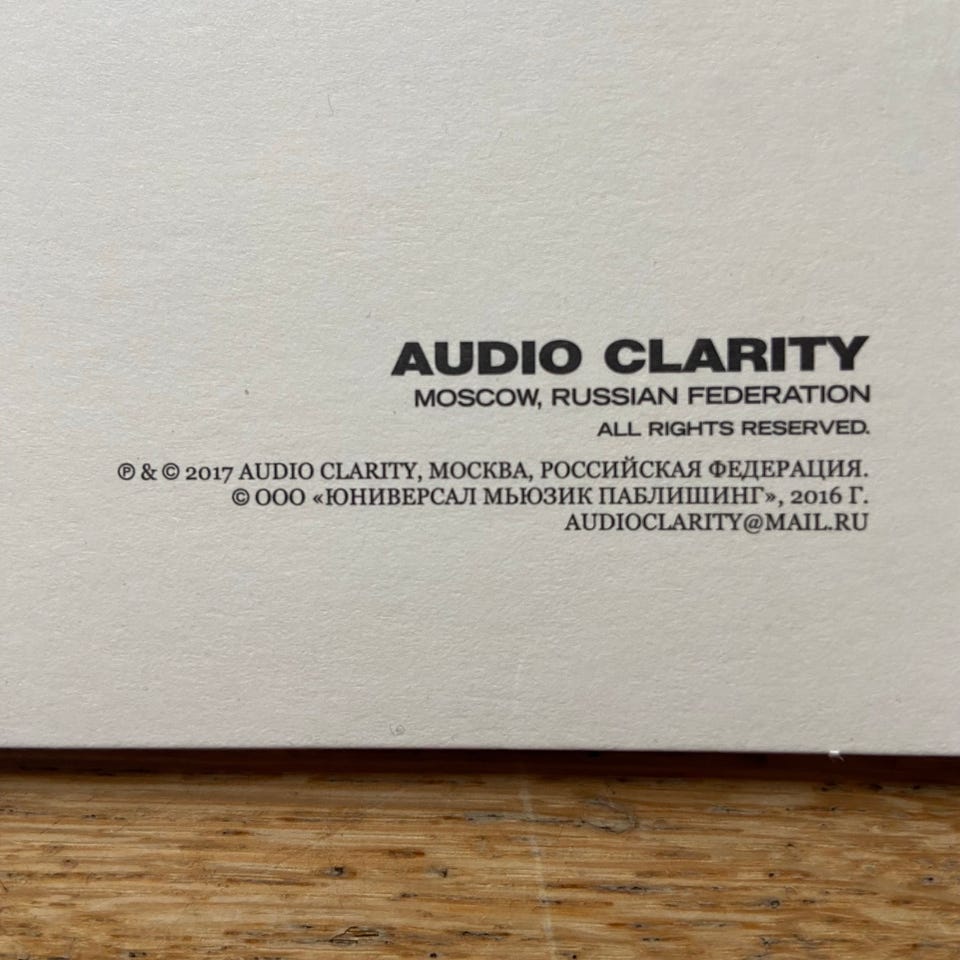 AUDIO CLARITY
MOSCOW, RUSSIAN FEDERATION
ALL RIGHTS RESERVED.
℗ & © 2017 AUDIO CLARITY, МОСКВА, РОССИЙСКАЯ ФЕДЕРАЦИЯ.
© ООО «ЮНИВЕРСАЛ МЬЮЗИК ПАБЛИШИНГ», 2016 Г.
AUDIOCLARITY@MAIL.RU